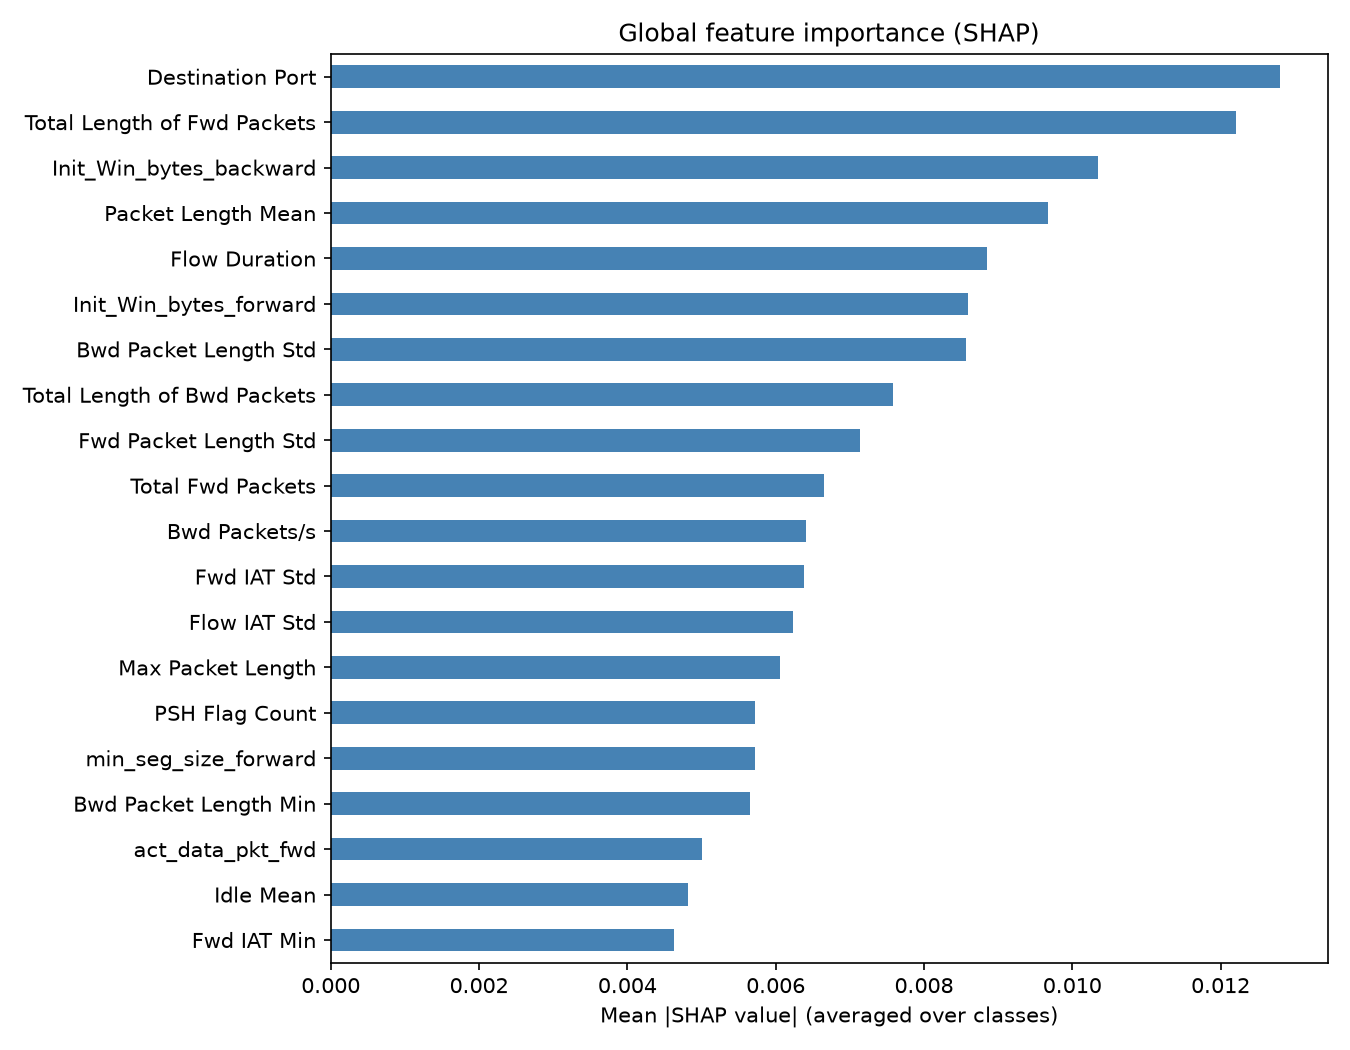 Global feature importance (SHAP)
Destination Port
Total Length of Fwd Packets
Init_Win_bytes_backward
Packet Length Mean
Flow Duration
Init_Win_bytes_forward
Bwd Packet Length Std
Total Length of Bwd Packets
Fwd Packet Length Std
Total Fwd Packets
Bwd Packets/s
Fwd IAT Std
Flow IAT Std
Max Packet Length
PSH Flag Count
min_seg_size_forward
Bwd Packet Length Min
act_data_pkt_fwd
Idle Mean
Fwd IAT Min
0.000 0.002 0.004 0.006 0.008 0.010 0.012
Mean |SHAP value| (averaged over classes)